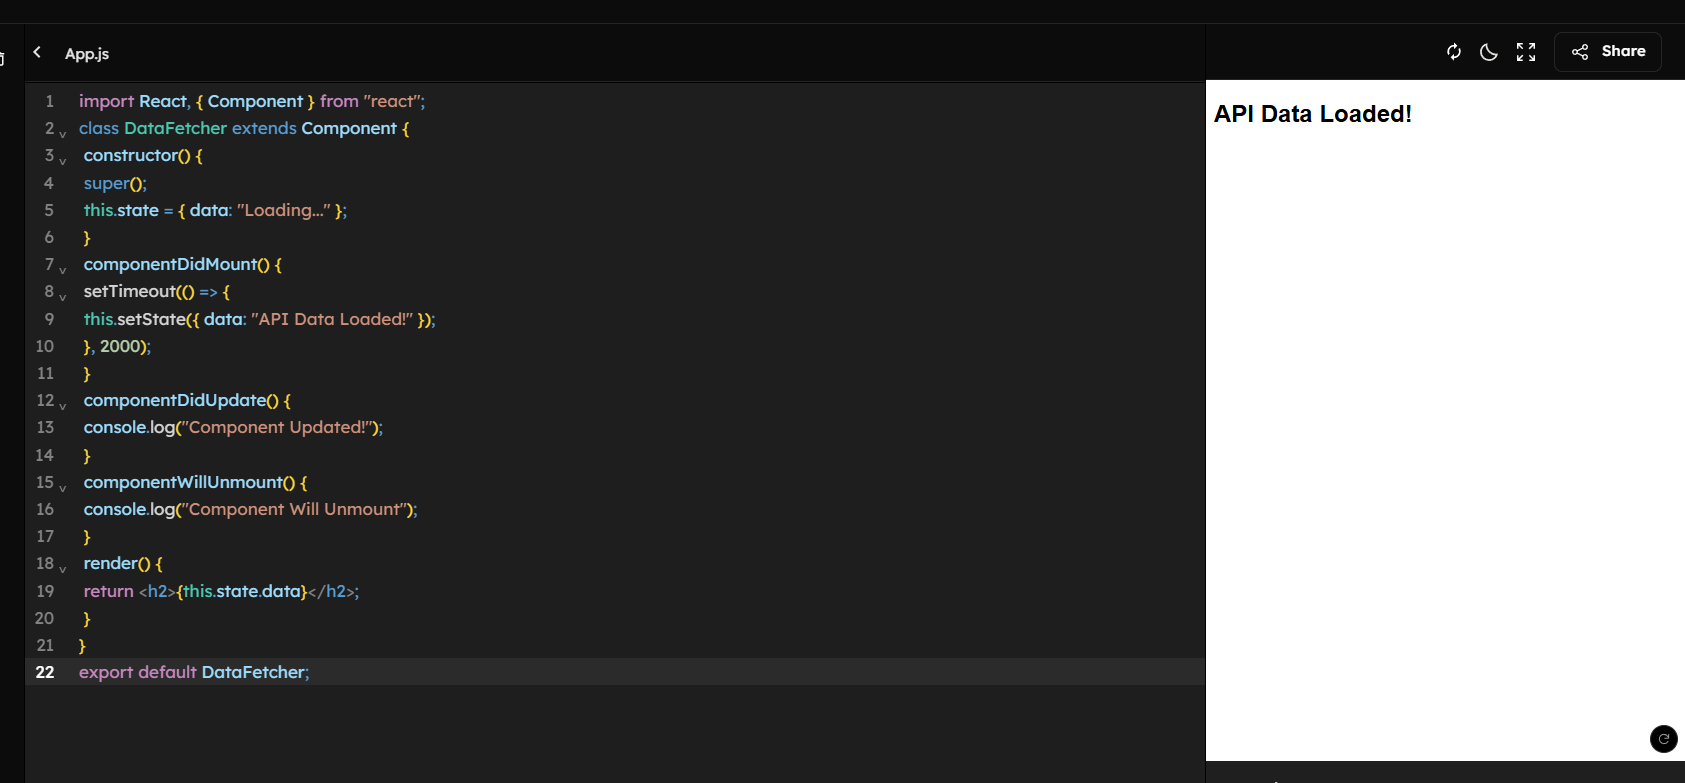 App.js
Share
1 import React, { Component } from "react";
2 class DataFetcher extends Component {
3 constructor() {
4 super();
5 this.state = { data: "Loading..." };
6 }
7 componentDidMount() {
8 setTimeout(() => {
9 this.setState({ data: "API Data Loaded!" });
10 }, 2000);
11 }
12 componentDidUpdate() {
13 console.log("Component Updated!");
14 }
15 componentWillUnmount() {
16 console.log("Component Will Unmount");
17 }
18 render() {
19 return <h2>{this.state.data}</h2>;
20 }
21 }
22 export default DataFetcher;
API Data Loaded!